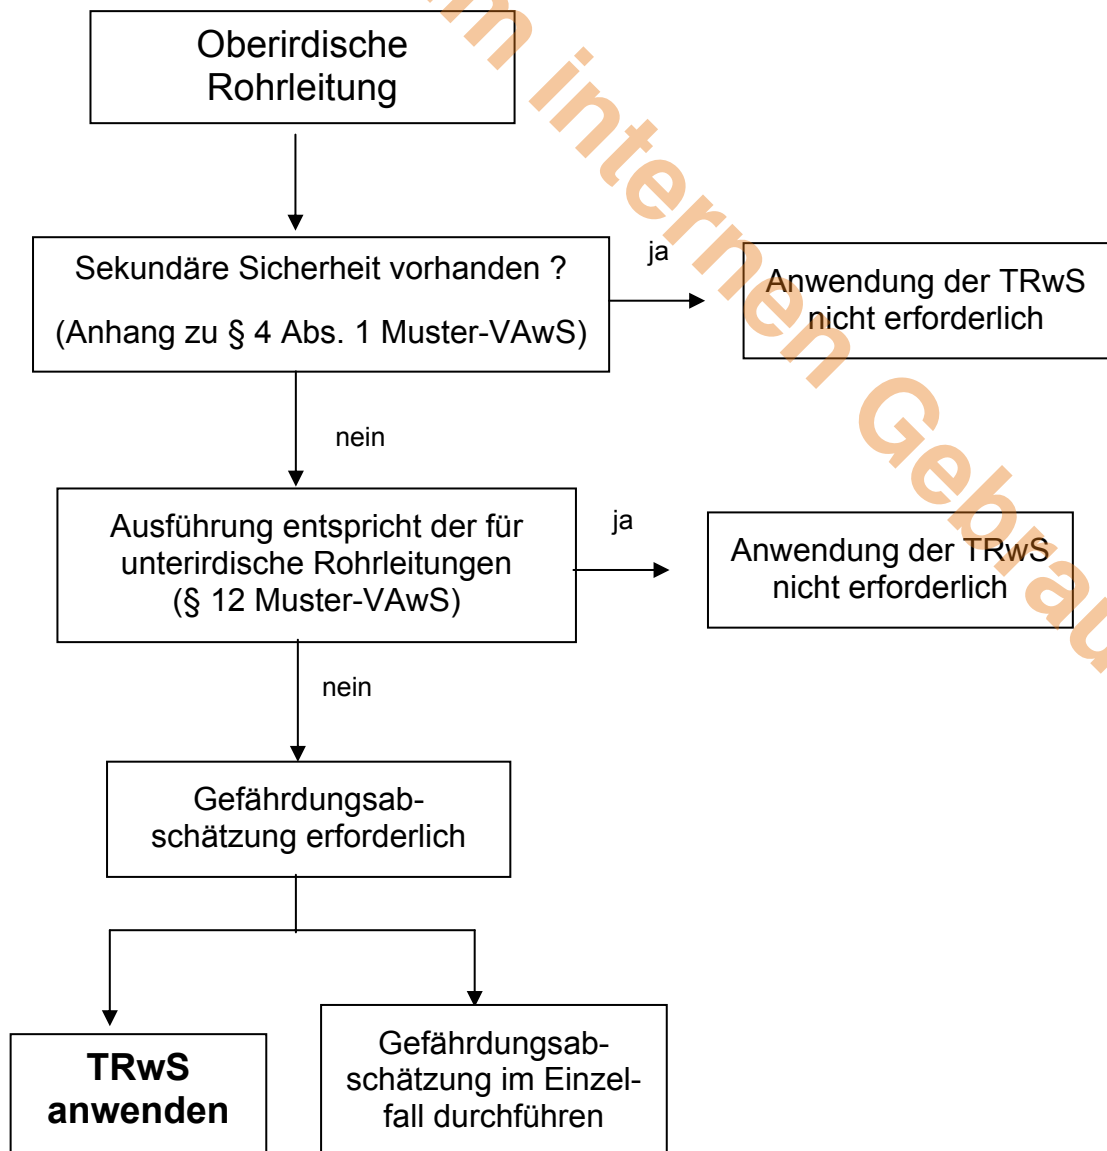 Oberirdische
Rohrleitung
Sekundäre Sicherheit vorhanden ?
(Anhang zu § 4 Abs. 1 Muster-VAwS)
ja
Anwendung der TRwS
nicht erforderlich
nein
Ausführung entspricht der für
unterirdische Rohrleitungen
(§ 12 Muster-VAwS)
ja
Anwendung der TRwS
nicht erforderlich
nein
Gefährdungsab-
schätzung erforderlich
TRwS
anwenden
Gefährdungsab-
schätzung im Einzel-
fall durchführen
internen